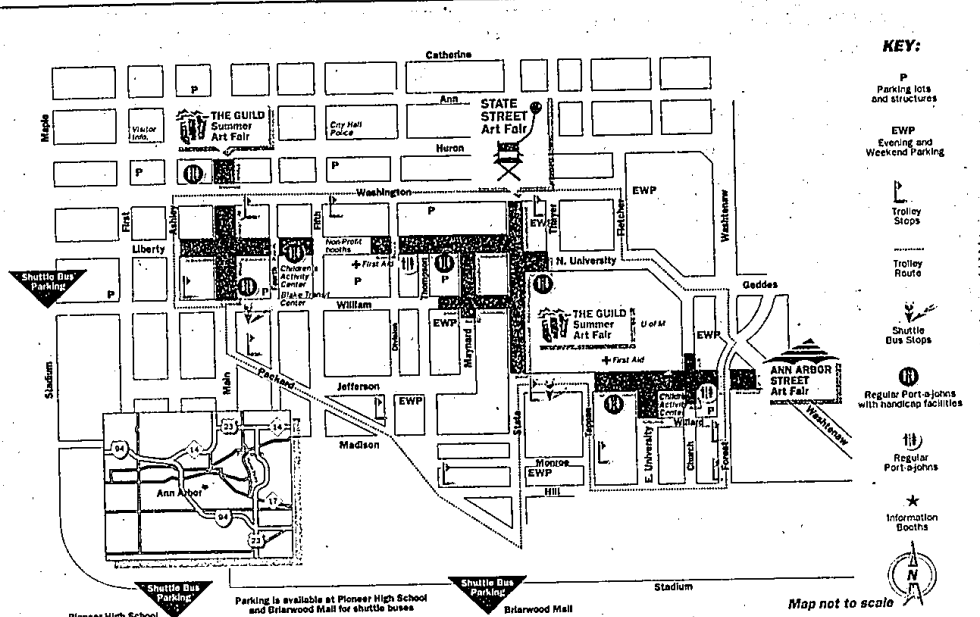 Catherine
KEY:
P
Parking lots
and structures
EWP
Evening and
Weekend Parking
Trolley
Stops
Trolley
Route
Shuttle
Bus Stops
Regular Port-a-johns
with handicap facilities
Regular
Port-a-johns
Information
Booths
N
Map not to scale
P
Ann
STATE
STREET
Art Fair
THE GUILD
Summer
Art Fair
Maple
Visitor
Info.
City Hall
Police
Huron
P
P
Washington
EWP
First
Ashley
Fifth
P
Thayer
Fletcher
Washtenaw
Liberty
Non-Profit
booths
N. University
Shuttle Bus
Parking
Fourth
Children's
Activity
Center
First Aid
Thompson
P
P
P
P
Blake Transit
Center
Geddes
William
EWP
Division
Maynard
THE GUILD
Summer
Art Fair
U of M
EWP
First Aid
ANN ARBOR
STREET
Art Fair
Stadium
Main
Packard
Jefferson
EWP
Children's
Activity
Center
P
Willard
Washtenaw
Madison
State
Tappan
E. University
Church
Forest
Monroe
EWP
Hill
23
14
94
14
Ann Arbor
17
94
23
Shuttle Bus
Parking
Pioneer High School
Parking is available at Pioneer High School
and Briarwood Mall for shuttle buses
Shuttle Bus
Parking
Briarwood Mall
Stadium